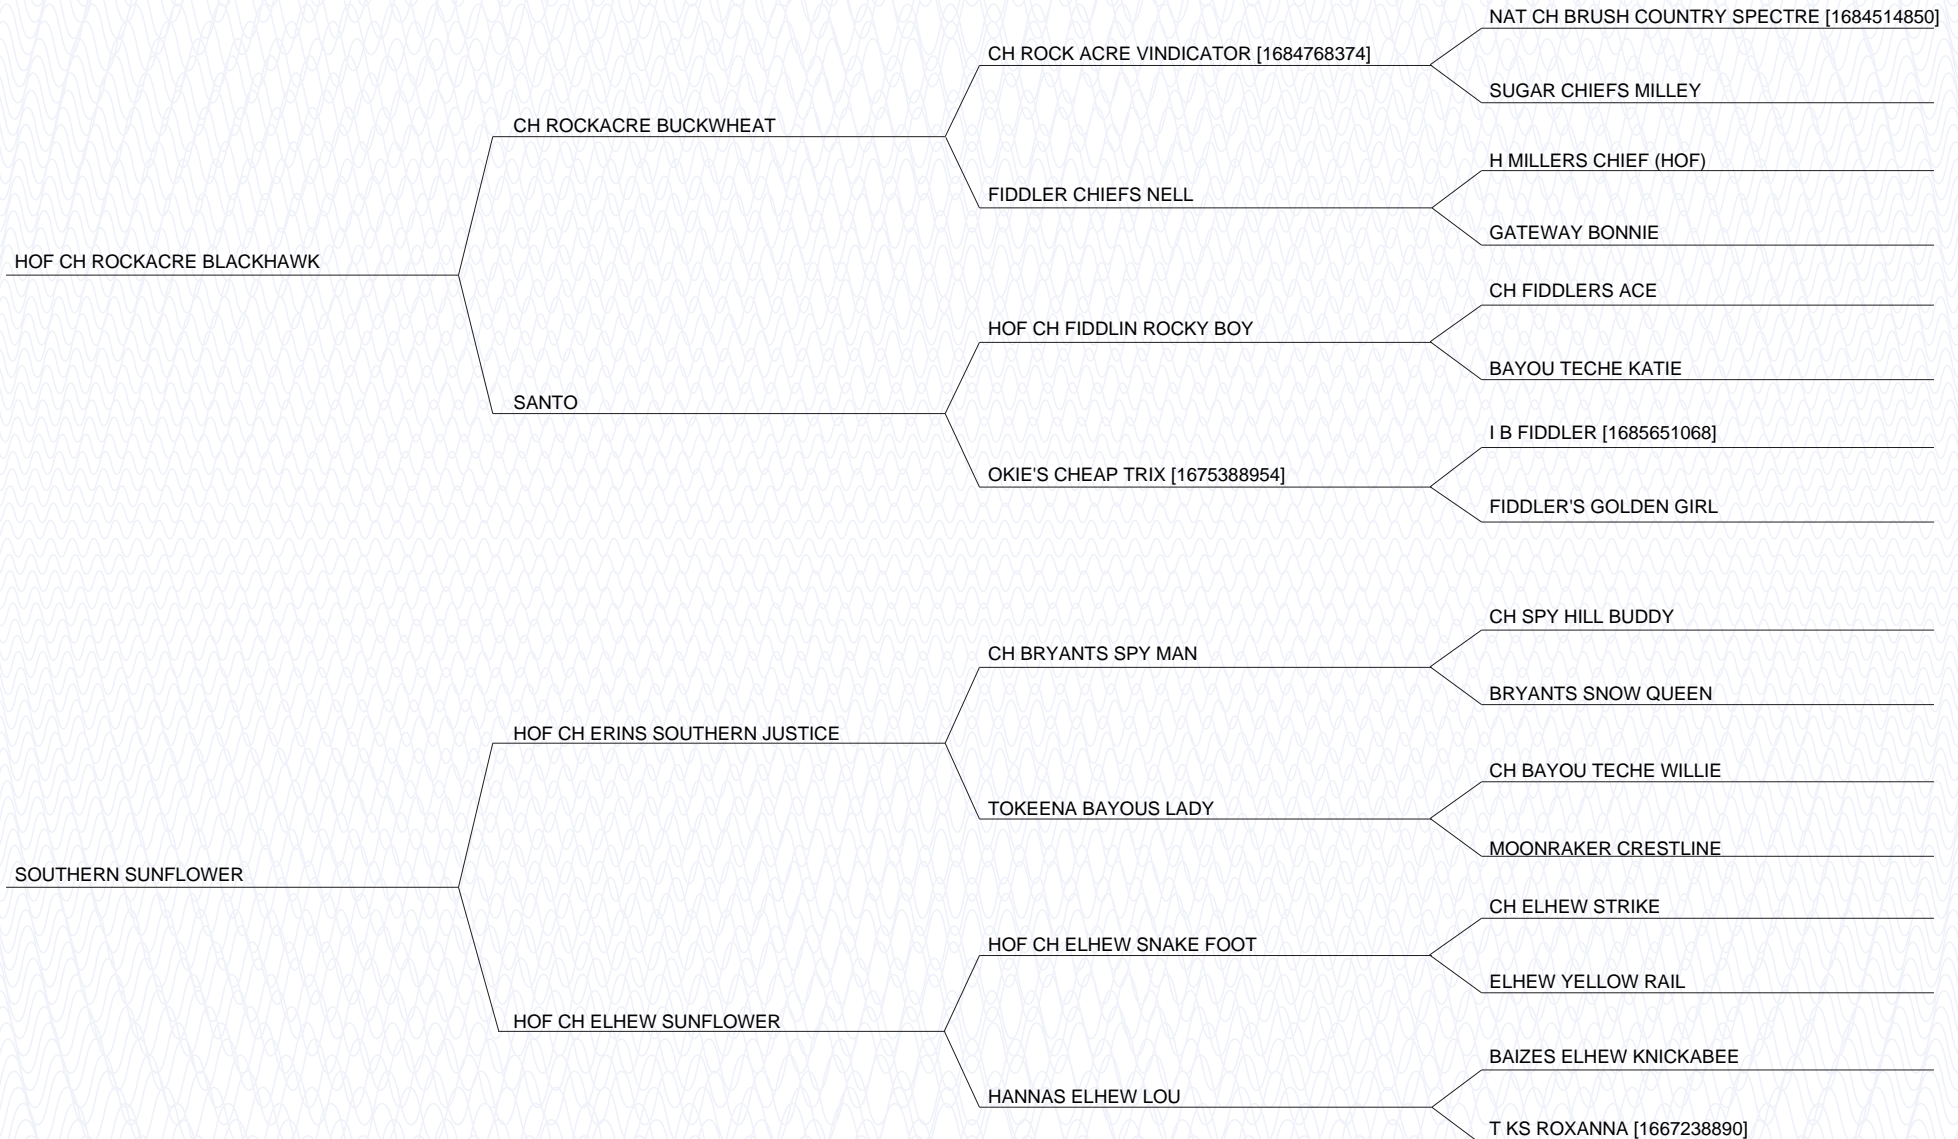 NAT CH BRUSH COUNTRY SPECTRE [1684514850]
CH ROCK ACRE VINDICATOR [1684768374]
SUGAR CHIEFS MILLEY
CH ROCKACRE BUCKWHEAT
H MILLERS CHIEF (HOF)
FIDDLER CHIEFS NELL
GATEWAY BONNIE
HOF CH ROCKACRE BLACKHAWK
CH FIDDLERS ACE
HOF CH FIDDLIN ROCKY BOY
BAYOU TECHE KATIE
SANTO
I B FIDDLER [1685651068]
OKIE'S CHEAP TRIX [1675388954]
FIDDLER'S GOLDEN GIRL
CH SPY HILL BUDDY
CH BRYANTS SPY MAN
BRYANTS SNOW QUEEN
HOF CH ERINS SOUTHERN JUSTICE
CH BAYOU TECHE WILLIE
TOKEENA BAYOUS LADY
MOONRAKER CRESTLINE
SOUTHERN SUNFLOWER
CH ELHEW STRIKE
HOF CH ELHEW SNAKE FOOT
ELHEW YELLOW RAIL
HOF CH ELHEW SUNFLOWER
BAIZES ELHEW KNICKABEE
HANNAS ELHEW LOU
T KS ROXANNA [1667238890]